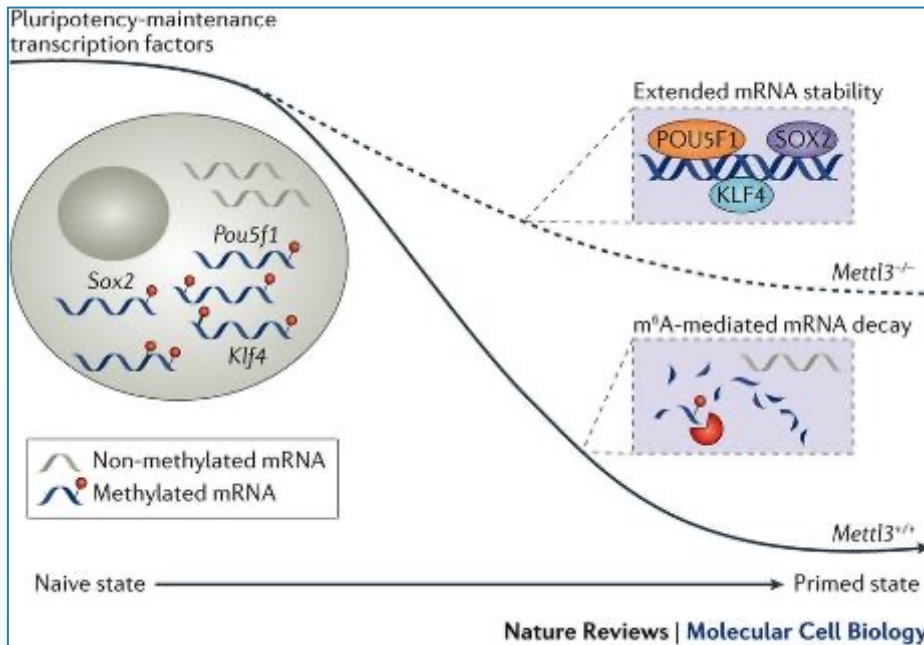 Pluripotency-maintenance
transcription factors
Extended mRNA stability
POU5F1
SOX2
KLF4
Pou5f1
Sox2
Klf4
Mettl3⁻/⁻
m⁶A-mediated mRNA decay
Non-methylated mRNA
Methylated mRNA
Mettl3⁺/⁺
Naive state
Primed state
Nature Reviews | Molecular Cell Biology